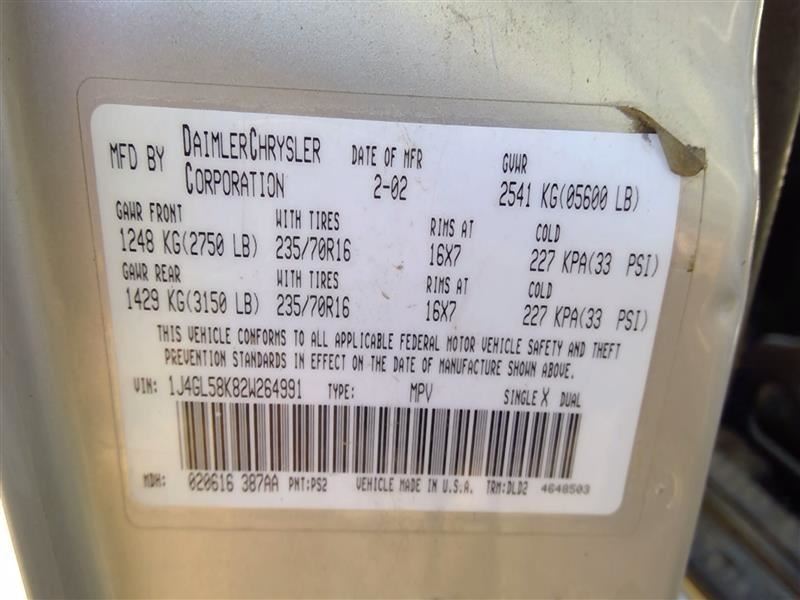 MFD BY DAIMLERCHRYSLER CORPORATION DATE OF MFR 2-02 GVWR 2541 KG(05600 LB)
GAWR FRONT WITH TIRES RIMS AT COLD
1248 KG(2750 LB) 235/70R16 16X7 227 KPA(33 PSI)
GAWR REAR WITH TIRES RIMS AT COLD
1429 KG(3150 LB) 235/70R16 16X7 227 KPA(33 PSI)
THIS VEHICLE CONFORMS TO ALL APPLICABLE FEDERAL MOTOR VEHICLE SAFETY AND THEFT
PREVENTION STANDARDS IN EFFECT ON THE DATE OF MANUFACTURE SHOWN ABOVE.
VIN: 1J4GL58K82W264991 TYPE: MPV SINGLE X DUAL
MDH: 020616 387AA PNT:PS2 VEHICLE MADE IN U.S.A. TRM:DLD2 4648503